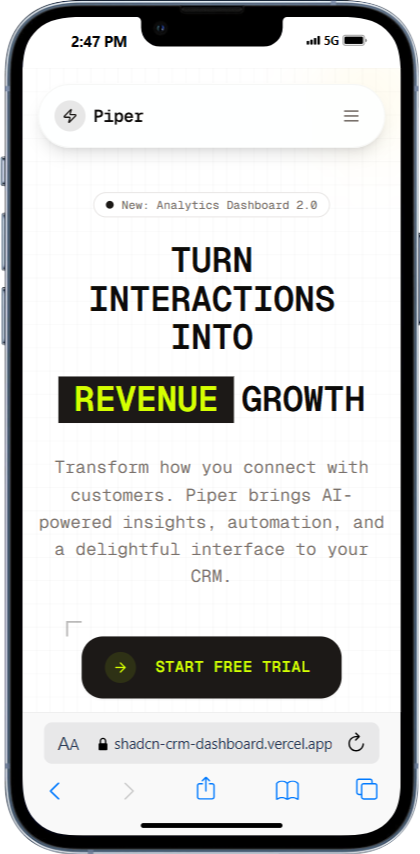 2:47 PM
5G
Piper
New: Analytics Dashboard 2.0
TURN
INTERACTIONS
INTO
REVENUE GROWTH
Transform how you connect with
customers. Piper brings AI-
powered insights, automation, and
a delightful interface to your
CRM.
START FREE TRIAL
AA shadcn-crm-dashboard.vercel.app